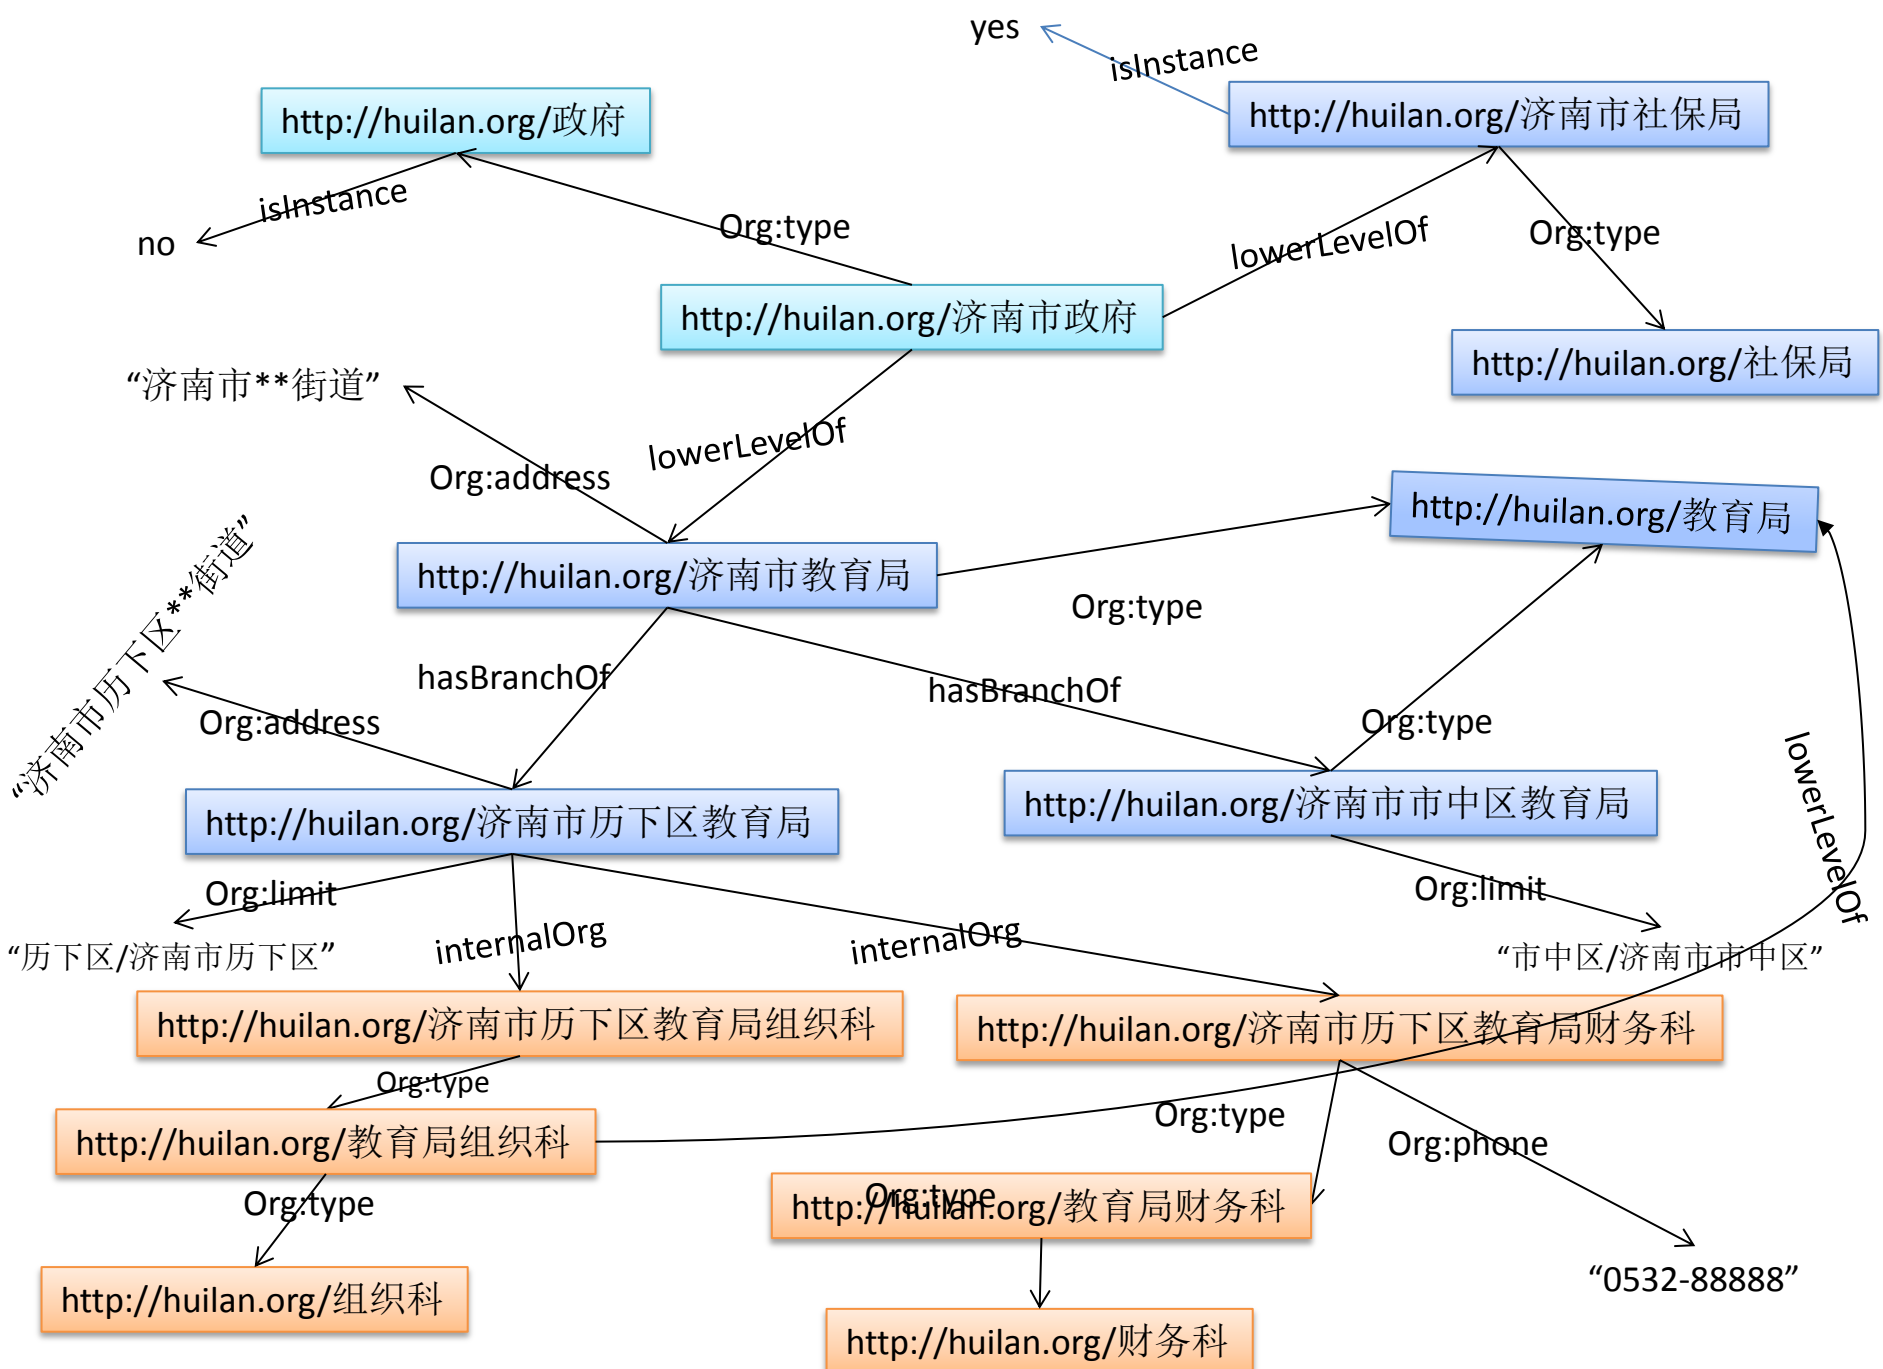 yes
isInstance
http://huilan.org/政府
http://huilan.org/济南市社保局
isInstance
no
Org:type
lowerLevelOf
Org:type
http://huilan.org/济南市政府
http://huilan.org/社保局
“济南市**街道”
lowerLevelOf
Org:address
http://huilan.org/教育局
“济南市历下区**街道”
http://huilan.org/济南市教育局
Org:type
hasBranchOf
hasBranchOf
Org:address
Org:type
lowerLevelOf
http://huilan.org/济南市历下区教育局
http://huilan.org/济南市市中区教育局
Org:limit
Org:limit
internalOrg
internalOrg
“历下区/济南市历下区”
“市中区/济南市市中区”
http://huilan.org/济南市历下区教育局组织科
http://huilan.org/济南市历下区教育局财务科
Org:type
Org:type
http://huilan.org/教育局组织科
Org:phone
Org:type
Org:type
http://huilan.org/教育局财务科
“0532-88888”
http://huilan.org/组织科
http://huilan.org/财务科